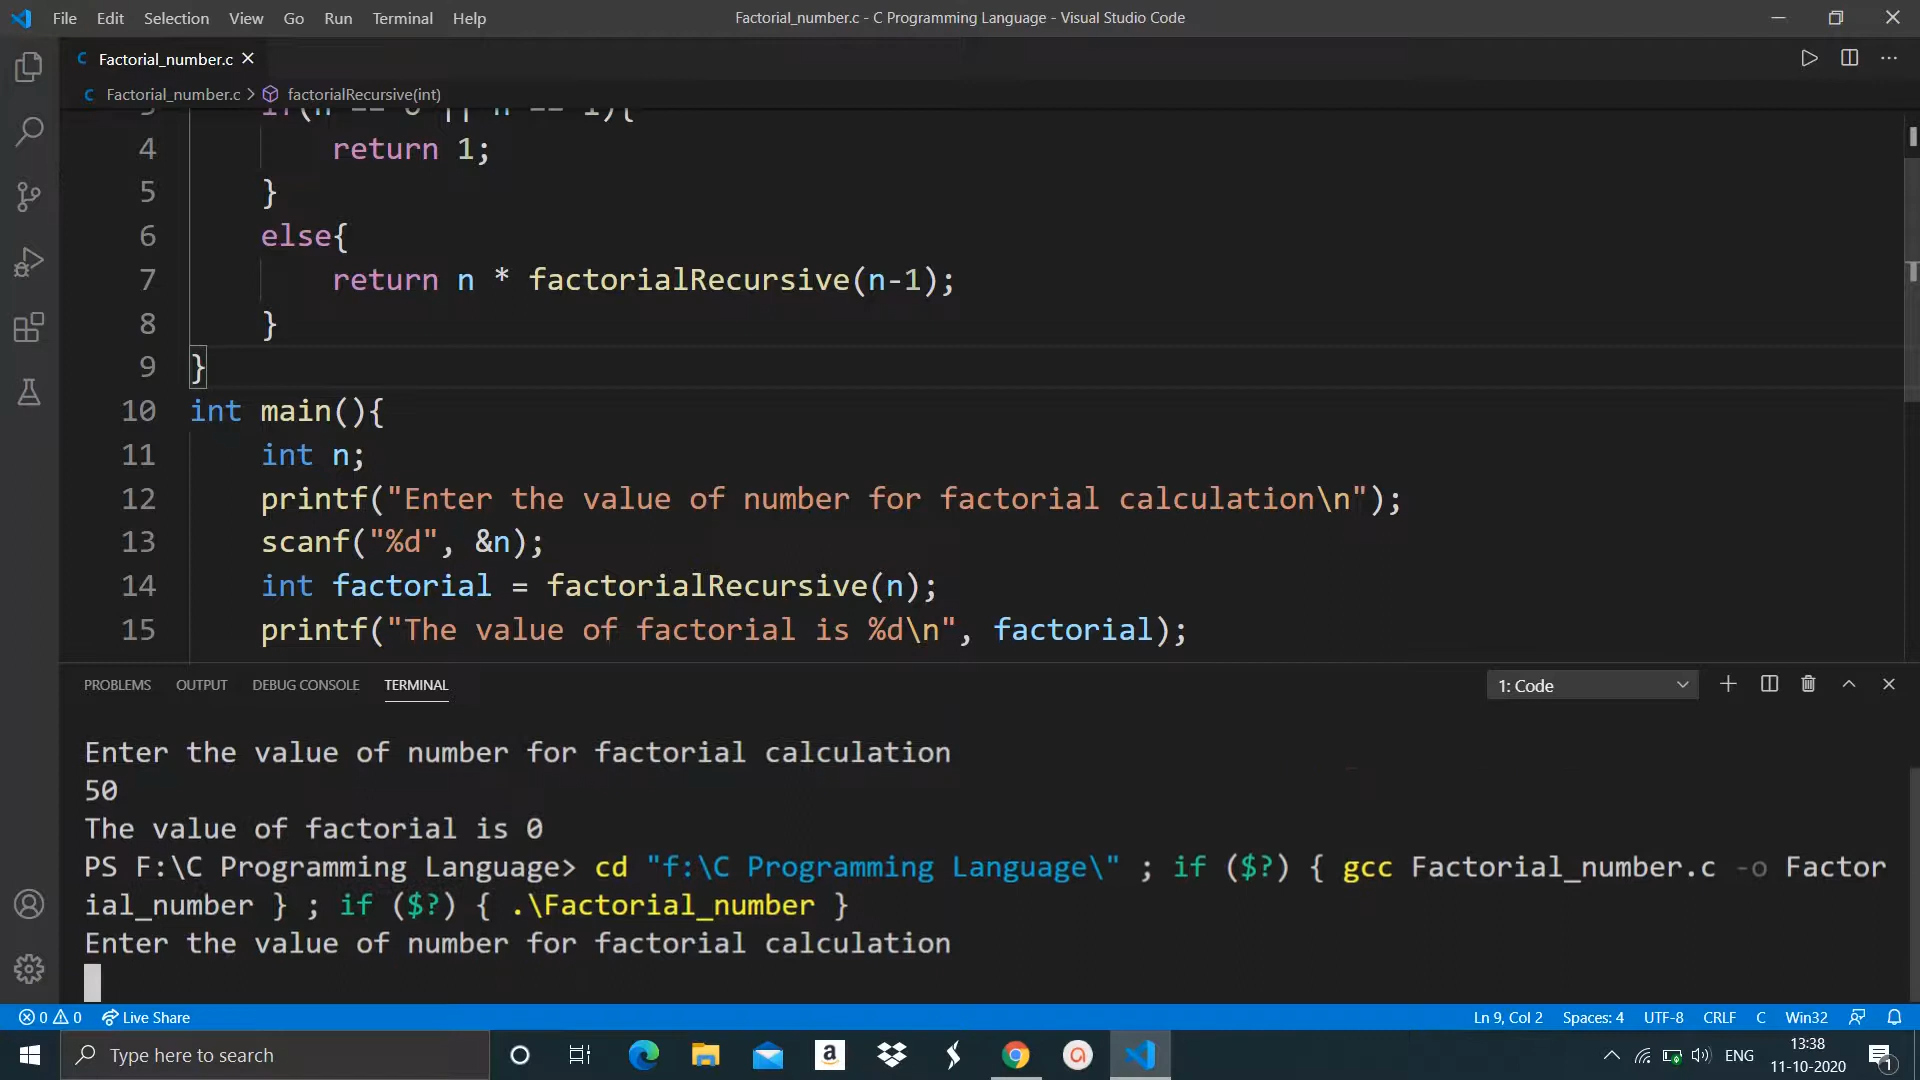 File Edit Selection View Go Run Terminal Help
Factorial_number.c - C Programming Language - Visual Studio Code
C Factorial_number.c ×
C Factorial_number.c > factorialRecursive(int)
3 if(n == 0 || n == 1){
4 return 1;
5 }
6 else{
7 return n * factorialRecursive(n-1);
8 }
9 }
10 int main(){
11 int n;
12 printf("Enter the value of number for factorial calculation\n");
13 scanf("%d", &n);
14 int factorial = factorialRecursive(n);
15 printf("The value of factorial is %d\n", factorial);
PROBLEMS OUTPUT DEBUG CONSOLE TERMINAL
1: Code
Enter the value of number for factorial calculation
50
The value of factorial is 0
PS F:\C Programming Language> cd "f:\C Programming Language\" ; if ($?) { gcc Factorial_number.c -o Factor
ial_number } ; if ($?) { .\Factorial_number }
Enter the value of number for factorial calculation
0 0 Live Share
Ln 9, Col 2 Spaces: 4 UTF-8 CRLF C Win32
Type here to search
a
ENG
13:38
11-10-2020
1